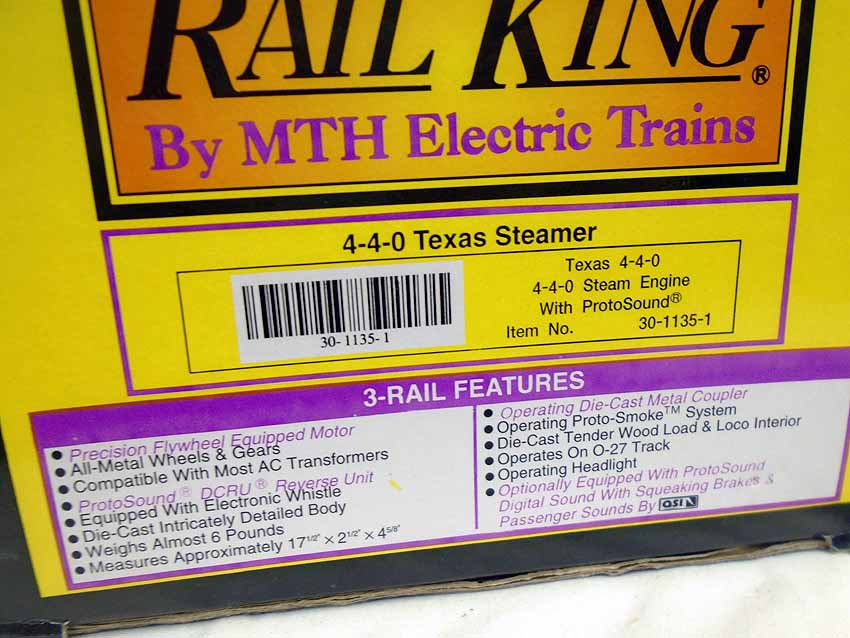 RAIL KING®
By MTH Electric Trains
4-4-0 Texas Steamer
30-1135-1
Texas 4-4-0
4-4-0 Steam Engine
With ProtoSound®
Item No. 30-1135-1
3-RAIL FEATURES
• Precision Flywheel Equipped Motor
• All-Metal Wheels & Gears
• Compatible With Most AC Transformers
• ProtoSound® DCRU® Reverse Unit
• Equipped With Electronic Whistle
• Die-Cast Intricately Detailed Body
• Weighs Almost 6 Pounds
• Measures Approximately 17 1/2" x 2 1/2" x 4 5/8"
• Operating Die-Cast Metal Coupler
• Operating Proto-Smoke™ System
• Die-Cast Tender Wood Load & Loco Interior
• Operates On O-27 Track
• Operating Headlight
• Optionally Equipped With ProtoSound
Digital Sound With Squeaking Brakes &
Passenger Sounds By QSI